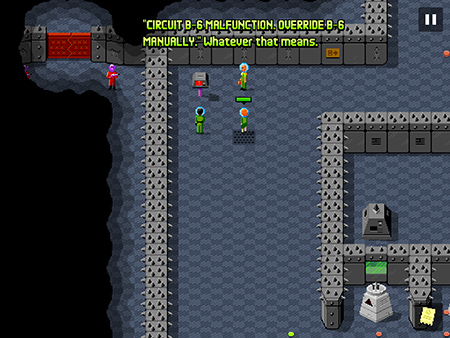 "CIRCUIT B-6 MALFUNCTION. OVERRIDE B-6
MANUALLY." Whatever that means.